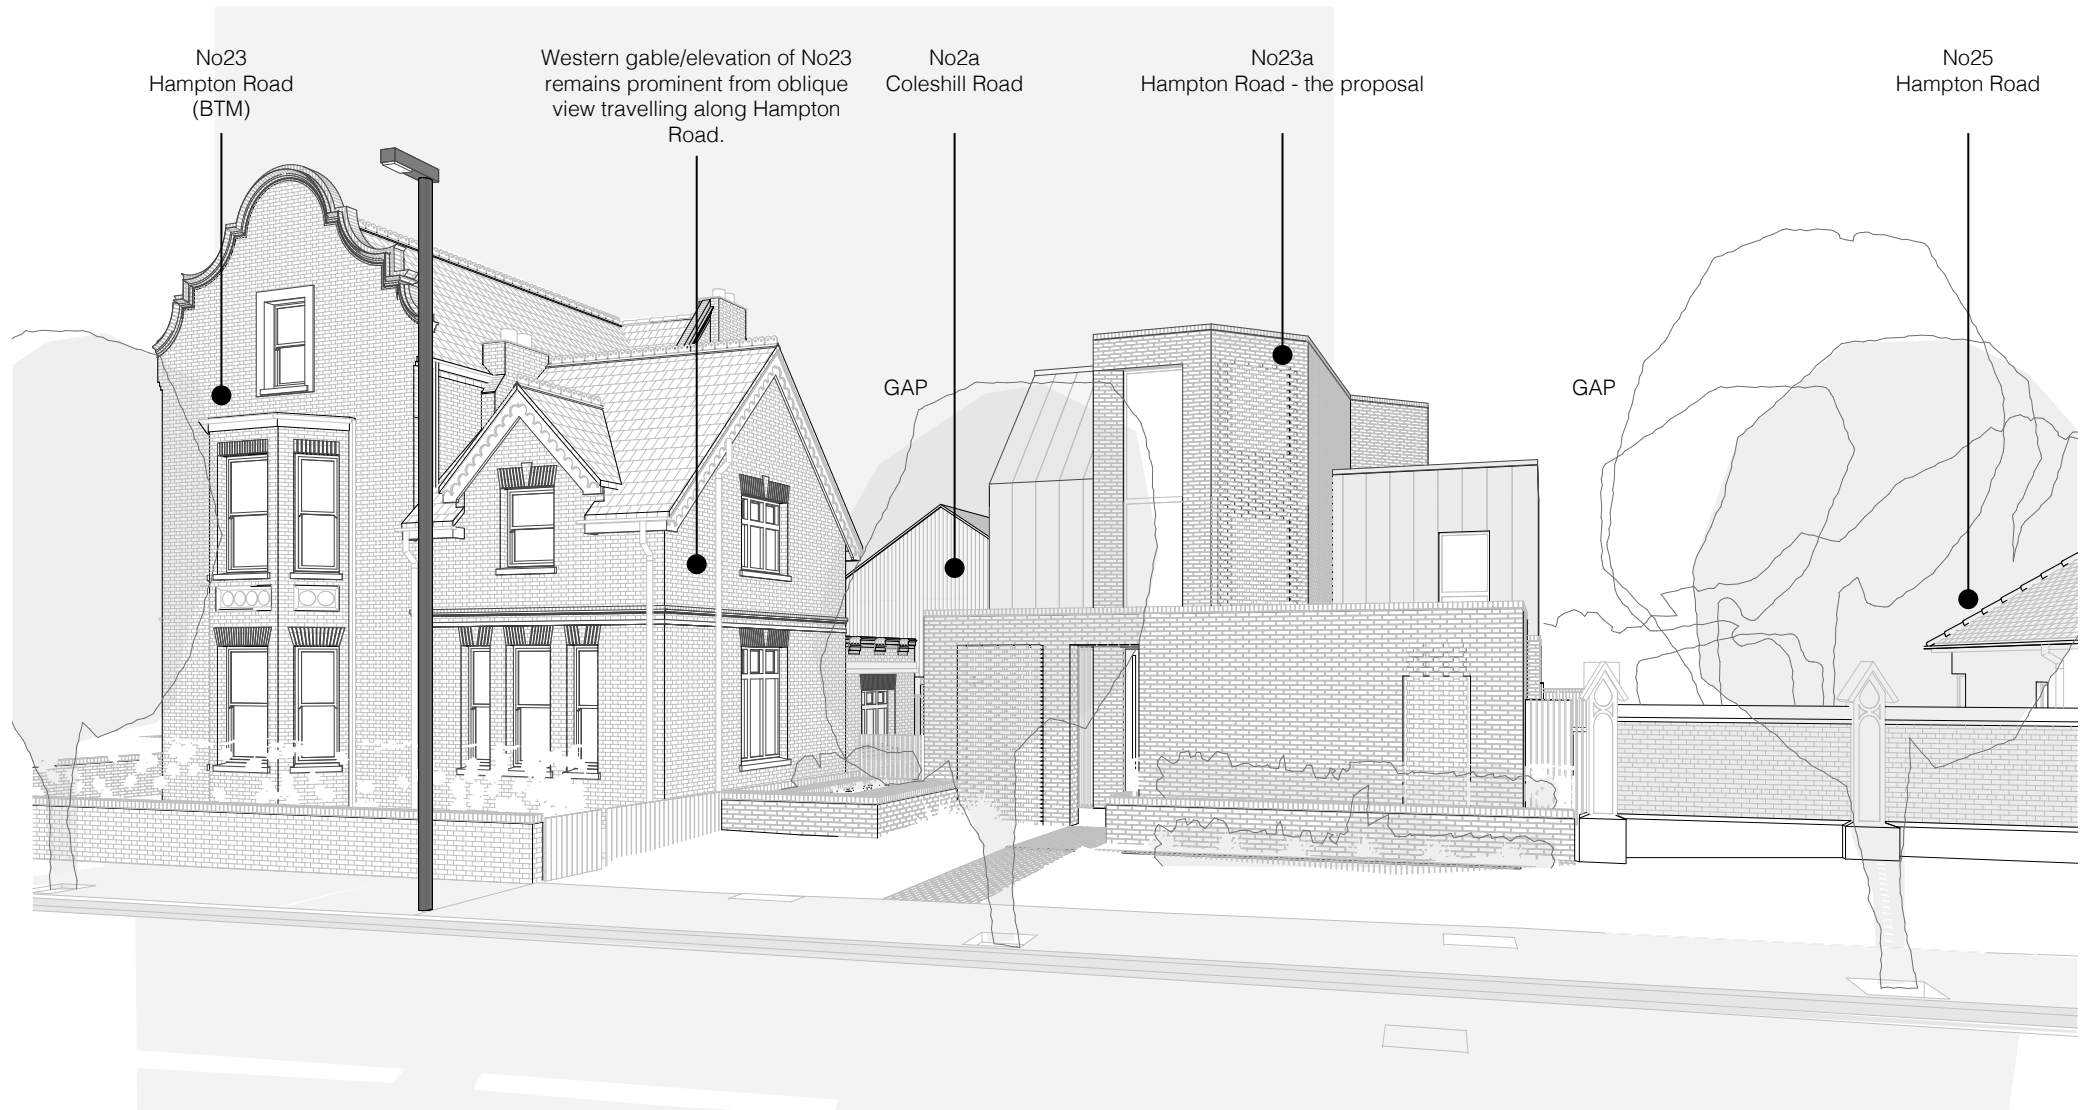 No23
Hampton Road
(BTM)
Western gable/elevation of No23
remains prominent from oblique
view travelling along Hampton
Road.
No2a
Coleshill Road
No23a
Hampton Road - the proposal
No25
Hampton Road
GAP
GAP